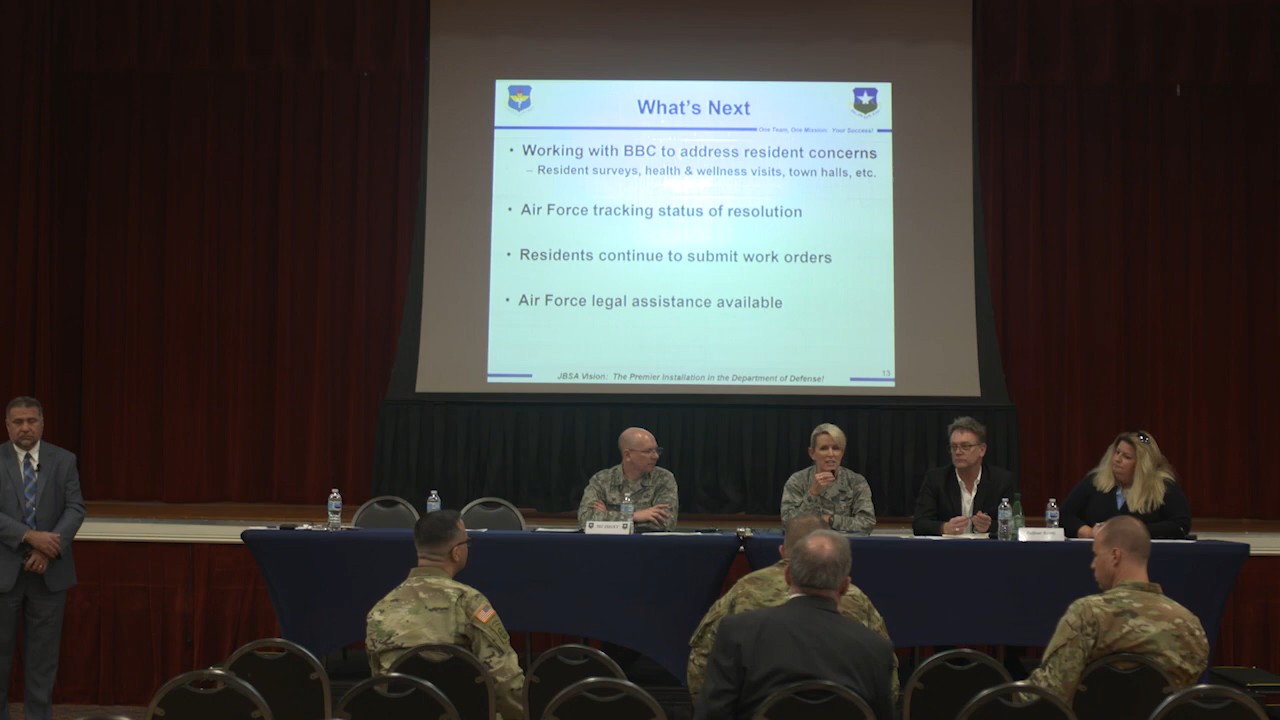 What's Next
One Team, One Mission: Your Success!
• Working with BBC to address resident concerns
– Resident surveys, health & wellness visits, town halls, etc.
• Air Force tracking status of resolution
• Residents continue to submit work orders
• Air Force legal assistance available
JBSA Vision: The Premier Installation in the Department of Defense!
13